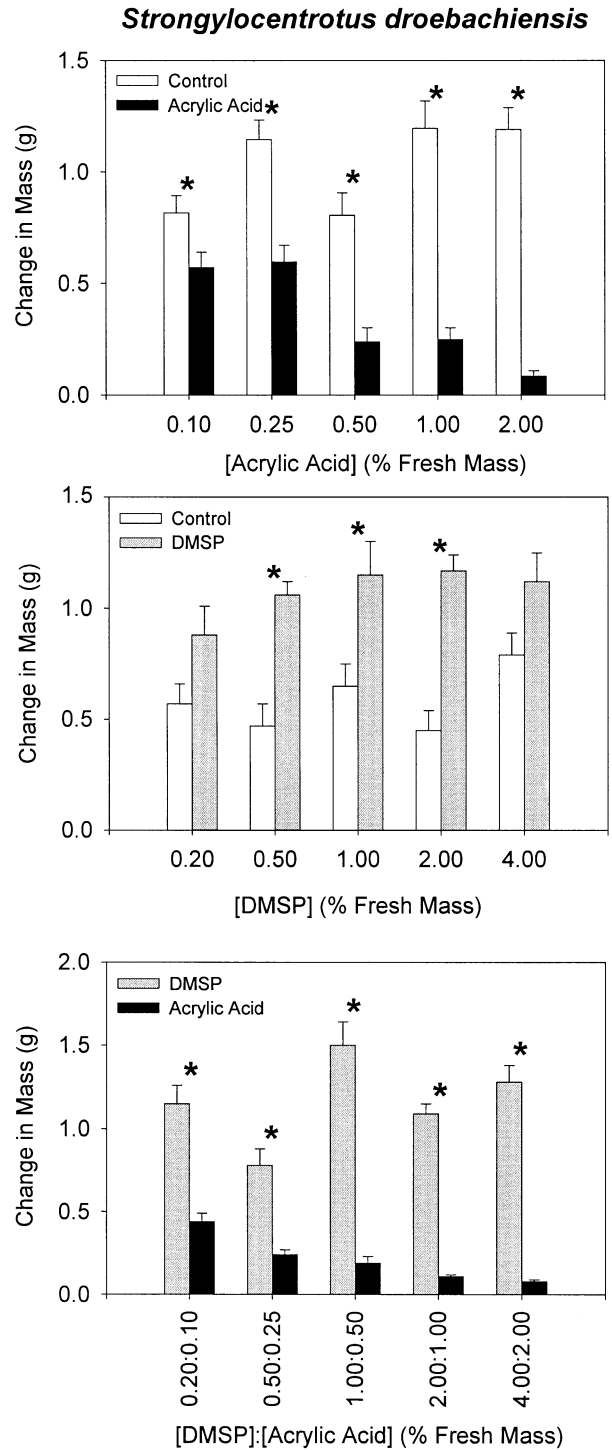 Strongylocentrotus droebachiensis
1.5
Control
Acrylic Acid
*
*
*
*
*
1.0
Change in Mass (g)
0.5
0.0
0.10 0.25 0.50 1.00 2.00
[Acrylic Acid] (% Fresh Mass)
1.5
Control
DMSP
*
*
*
1.0
Change in Mass (g)
0.5
0.0
0.20 0.50 1.00 2.00 4.00
[DMSP] (% Fresh Mass)
2.0
DMSP
Acrylic Acid
*
*
*
*
*
1.5
Change in Mass (g)
1.0
0.5
0.0
0.20:0.10
0.50:0.25
1.00:0.50
2.00:1.00
4.00:2.00
[DMSP]:[Acrylic Acid] (% Fresh Mass)